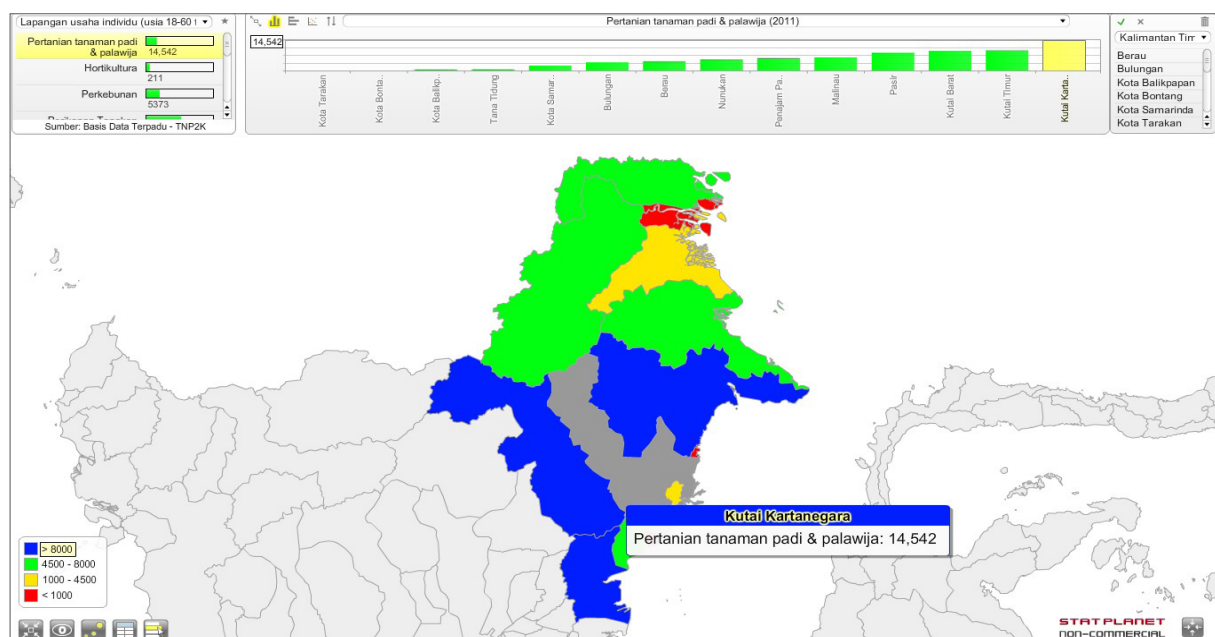 Lapangan usaha individu (usia 18-60 t
Pertanian tanaman padi
& palawija
14,542
Hortikultura
211
Perkebunan
5373
Sumber: Basis Data Terpadu - TNP2K
Pertanian tanaman padi & palawija (2011)
14,542
Kota Tarakan
Kota Bonta..
Kota Balikp..
Tana Tidung
Kota Samar..
Bulungan
Berau
Nunukan
Penajam Pa..
Malinau
Pasir
Kutai Barat
Kutai Timur
Kutai Karta..
Kalimantan Tim
Berau
Bulungan
Kota Balikpapan
Kota Bontang
Kota Samarinda
Kota Tarakan
Kutai Kartanegara
Pertanian tanaman padi & palawija: 14,542
> 8000
4500 - 8000
1000 - 4500
< 1000
STATPLANET
NON-COMMERCIAL